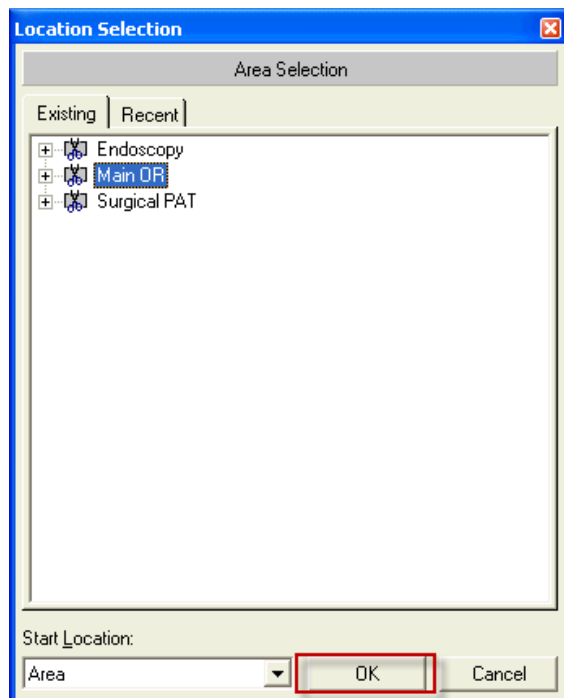 Location Selection
Area Selection
Existing Recent
Endoscopy
Main OR
Surgical PAT
Start Location:
Area OK Cancel